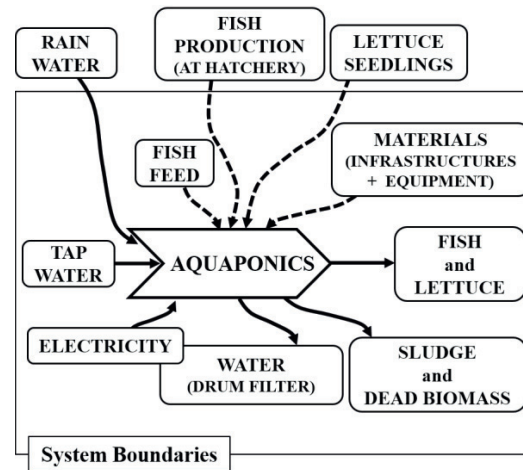 RAIN
WATER
FISH
PRODUCTION
(AT HATCHERY)
LETTUCE
SEEDLINGS
FISH
FEED
MATERIALS
(INFRASTRUCTURES
+ EQUIPMENT)
TAP
WATER
AQUAPONICS
FISH
and
LETTUCE
ELECTRICITY
WATER
(DRUM FILTER)
SLUDGE
and
DEAD BIOMASS
System Boundaries